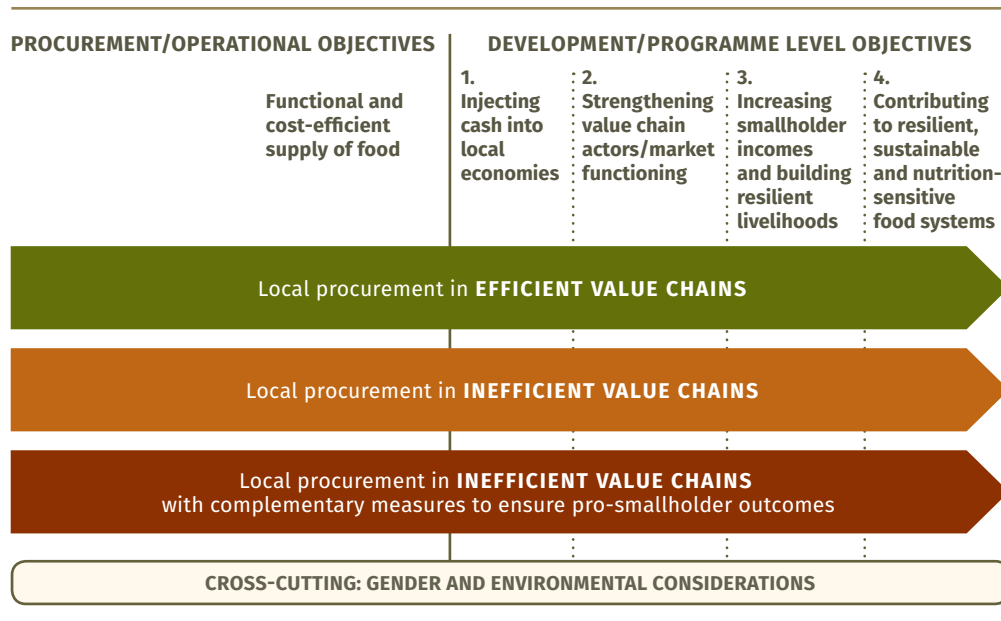 PROCUREMENT/OPERATIONAL OBJECTIVES
DEVELOPMENT/PROGRAMME LEVEL OBJECTIVES
Functional and
cost-efficient
supply of food
1.
Injecting
cash into
local
economies
2.
Strengthening
value chain
actors/market
functioning
3.
Increasing
smallholder
incomes
and building
resilient
livelihoods
4.
Contributing
to resilient,
sustainable
and nutrition-
sensitive
food systems
Local procurement in EFFICIENT VALUE CHAINS
Local procurement in INEFFICIENT VALUE CHAINS
Local procurement in INEFFICIENT VALUE CHAINS
with complementary measures to ensure pro-smallholder outcomes
CROSS-CUTTING: GENDER AND ENVIRONMENTAL CONSIDERATIONS